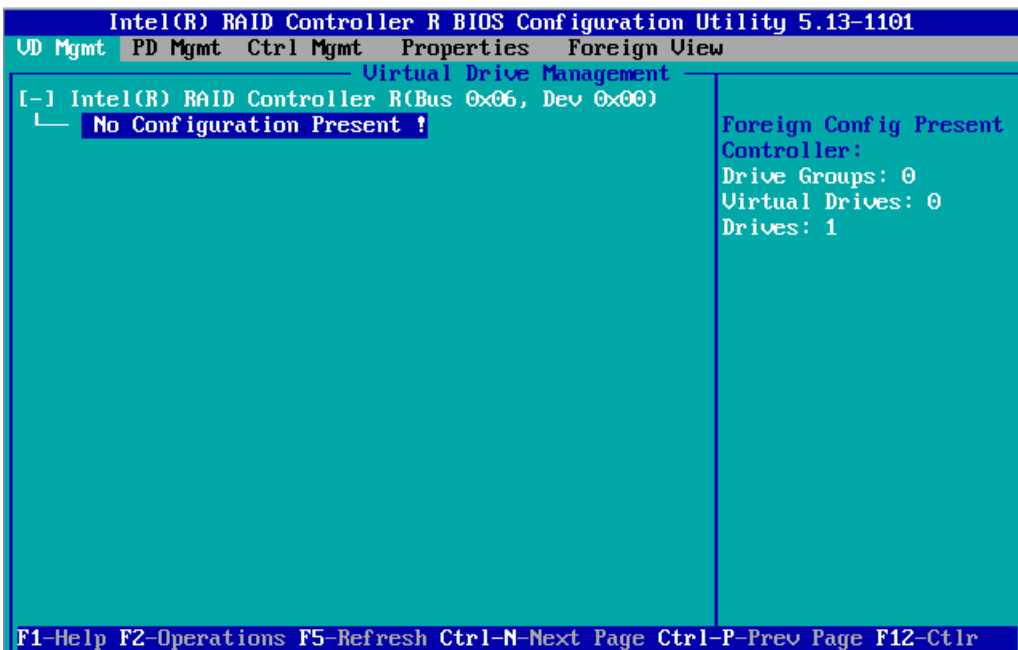 Intel(R) RAID Controller R BIOS Configuration Utility 5.13-1101
VD Mgmt PD Mgmt Ctrl Mgmt Properties Foreign View
Virtual Drive Management
[-] Intel(R) RAID Controller R(Bus 0x06, Dev 0x00)
No Configuration Present !
Foreign Config Present
Controller:
Drive Groups: 0
Virtual Drives: 0
Drives: 1
F1-Help F2-Operations F5-Refresh Ctrl-N-Next Page Ctrl-P-Prev Page F12-Ctlr